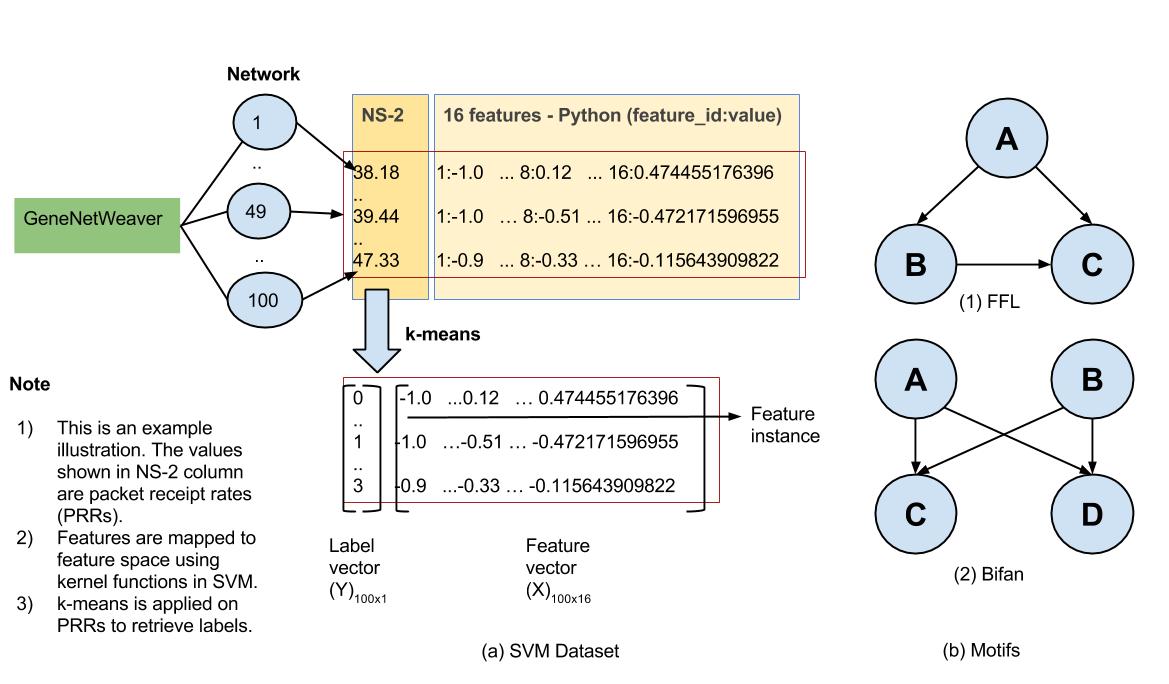 Network
NS-2
16 features - Python (feature_id:value)
1
..
49
..
100
GeneNetWeaver
38.18 1:-1.0 ... 8:0.12 ... 16:0.474455176396
..
39.44 1:-1.0 ... 8:-0.51 ... 16:-0.472171596955
..
47.33 1:-0.9 ... 8:-0.33 ... 16:-0.115643909822
k-means
0 -1.0 ...0.12 ... 0.474455176396
..
1 -1.0 ...-0.51 ... -0.472171596955
..
3 -0.9 ...-0.33 ... -0.115643909822
Feature
instance
Label
vector
(Y)100x1
Feature
vector
(X)100x16
Note
1) This is an example
illustration. The values
shown in NS-2 column
are packet receipt rates
(PRRs).
2) Features are mapped to
feature space using
kernel functions in SVM.
3) k-means is applied on
PRRs to retrieve labels.
(a) SVM Dataset
A
B
C
(1) FFL
A
B
C
D
(2) Bifan
(b) Motifs